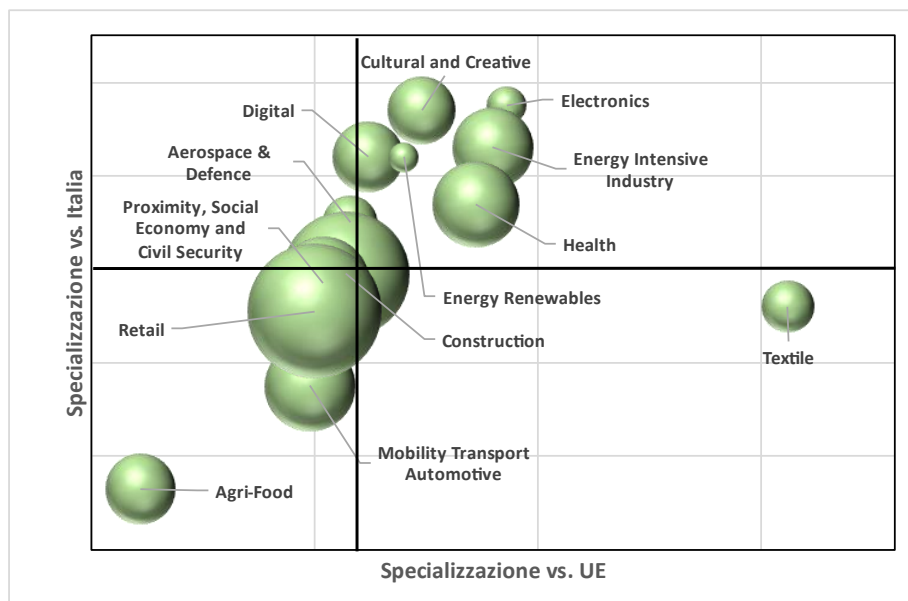 Cultural and Creative
Electronics
Digital
Aerospace &
Defence
Energy Intensive
Industry
Proximity, Social
Economy and
Civil Security
Health
Energy Renewables
Retail
Construction
Textile
Mobility Transport
Automotive
Agri-Food
Specializzazione vs. Italia
Specializzazione vs. UE